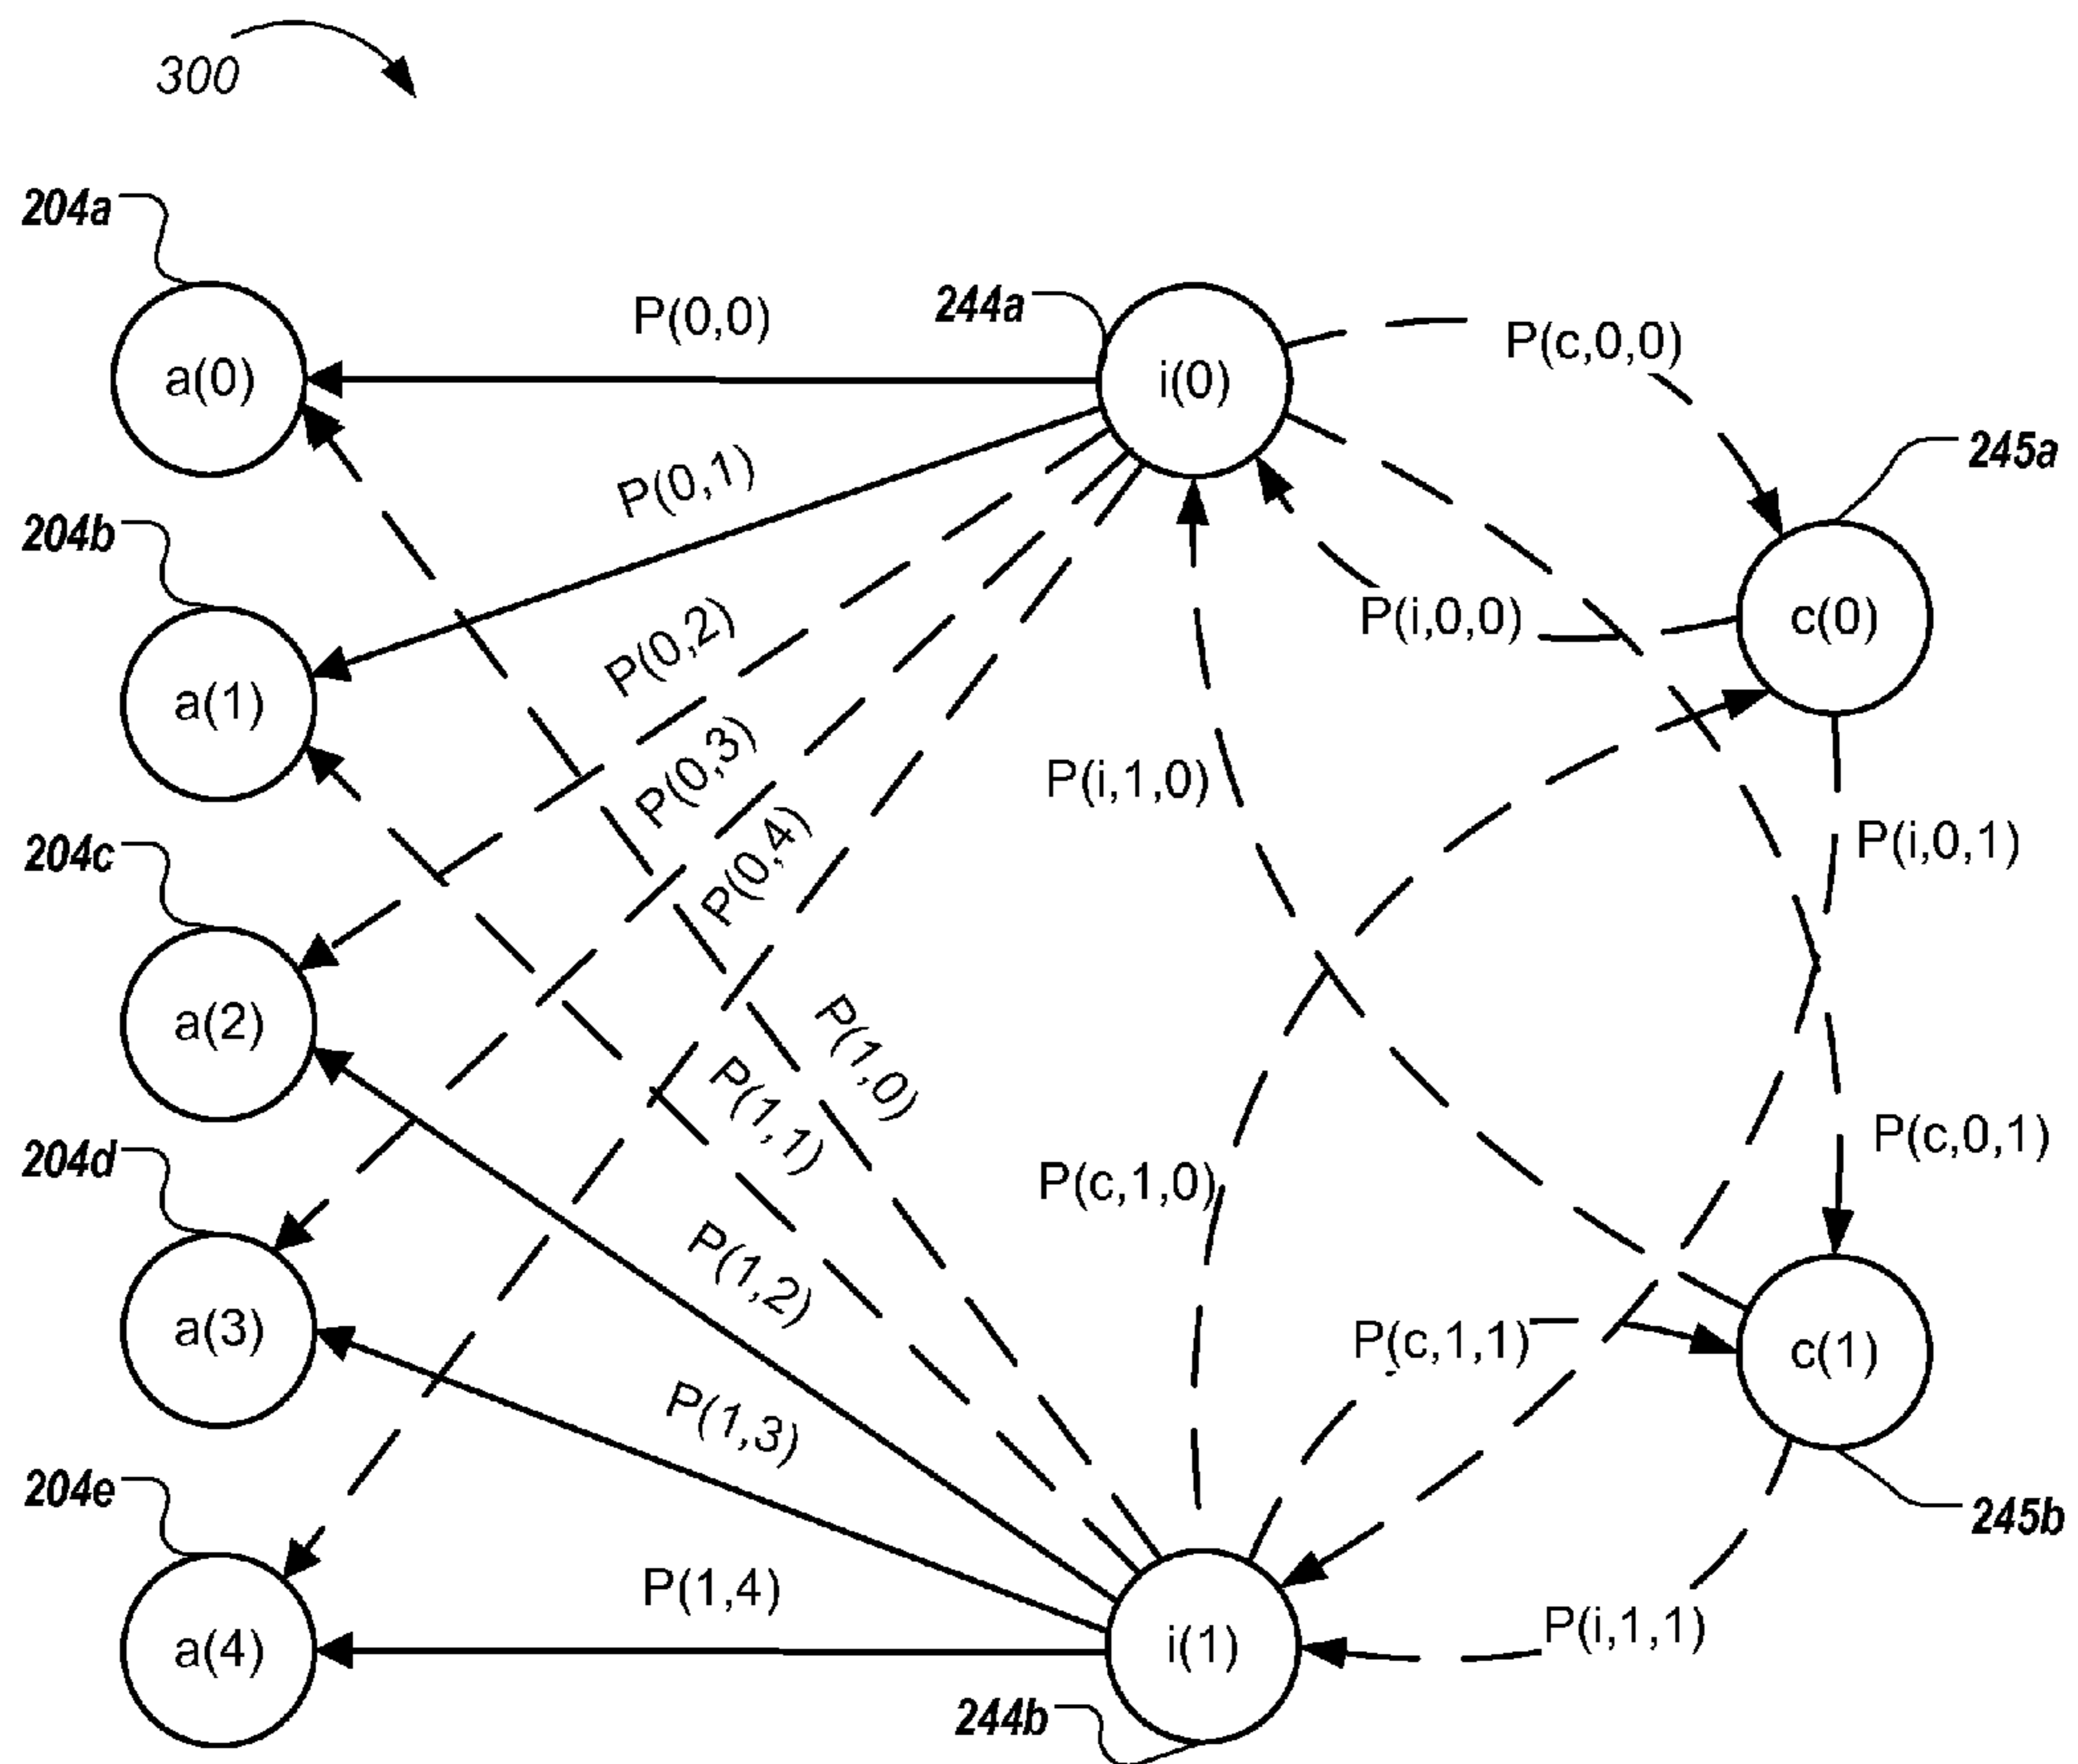 300
204a
a(0)
P(0,0)
244a
i(0)
P(c,0,0)
245a
204b
a(1)
P(0,1)
P(i,0,0)
c(0)
P(0,2)
P(0,3)
P(0,4)
P(i,1,0)
P(i,0,1)
204c
a(2)
P(1,0)
P(1,1)
P(c,0,1)
204d
P(c,1,0)
P(1,2)
a(3)
P(1,3)
P(c,1,1)
c(1)
204e
245b
a(4)
P(1,4)
i(1)
P(i,1,1)
244b